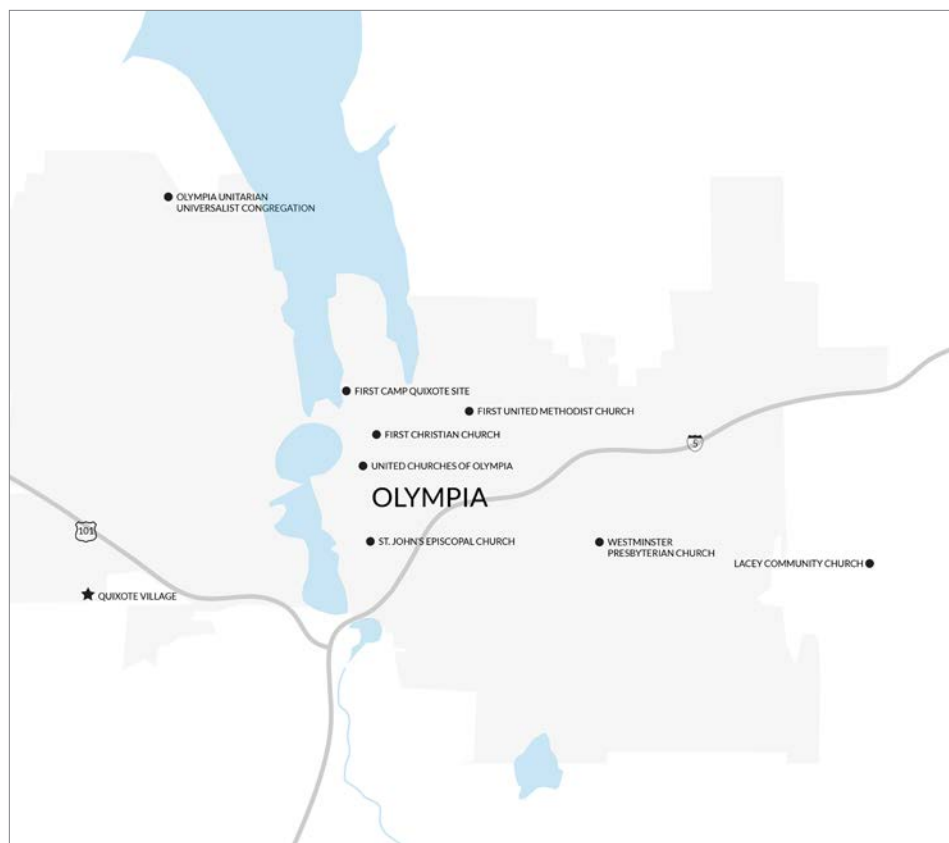 OLYMPIA UNITARIAN
UNIVERSALIST CONGREGATION
FIRST CAMP QUIXOTE SITE
FIRST UNITED METHODIST CHURCH
FIRST CHRISTIAN CHURCH
5
UNITED CHURCHES OF OLYMPIA
OLYMPIA
101
ST. JOHN'S EPISCOPAL CHURCH
WESTMINSTER
PRESBYTERIAN CHURCH
LACEY COMMUNITY CHURCH
QUIXOTE VILLAGE